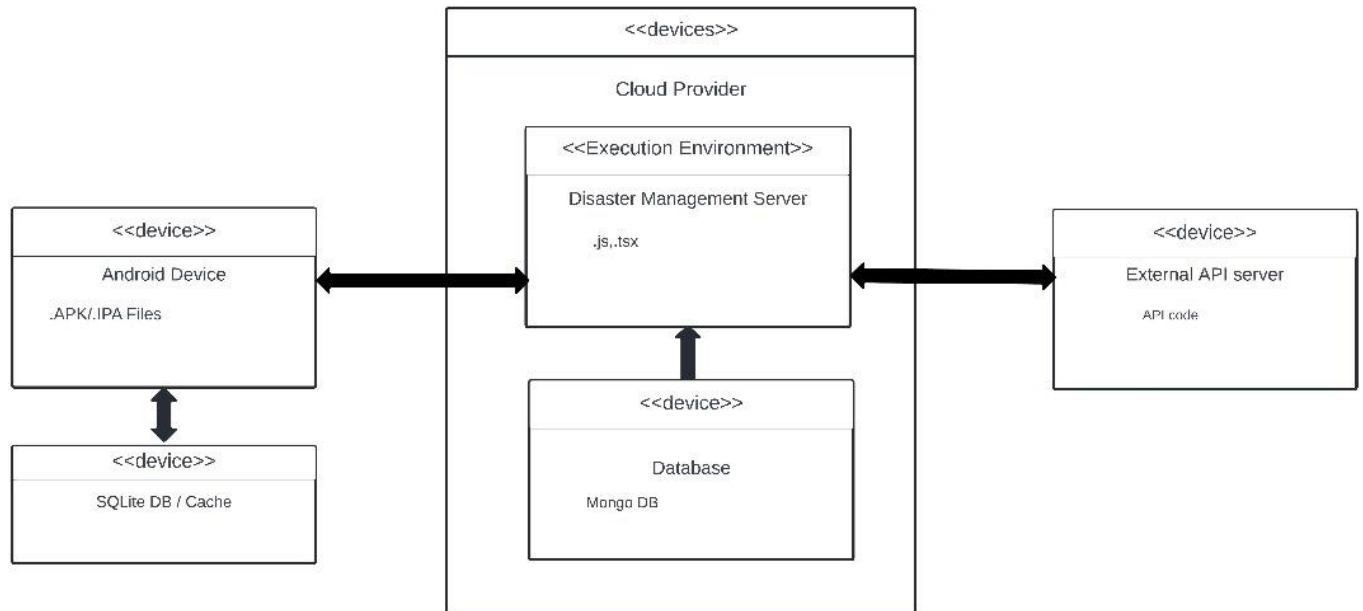 <<devices>>
Cloud Provider
<<Execution Environment>>
Disaster Management Server
.js,.tsx
<<device>>
Android Device
.APK/.IPA Files
<<device>>
External API server
API code
<<device>>
Database
Mongo DB
<<device>>
SQLite DB / Cache